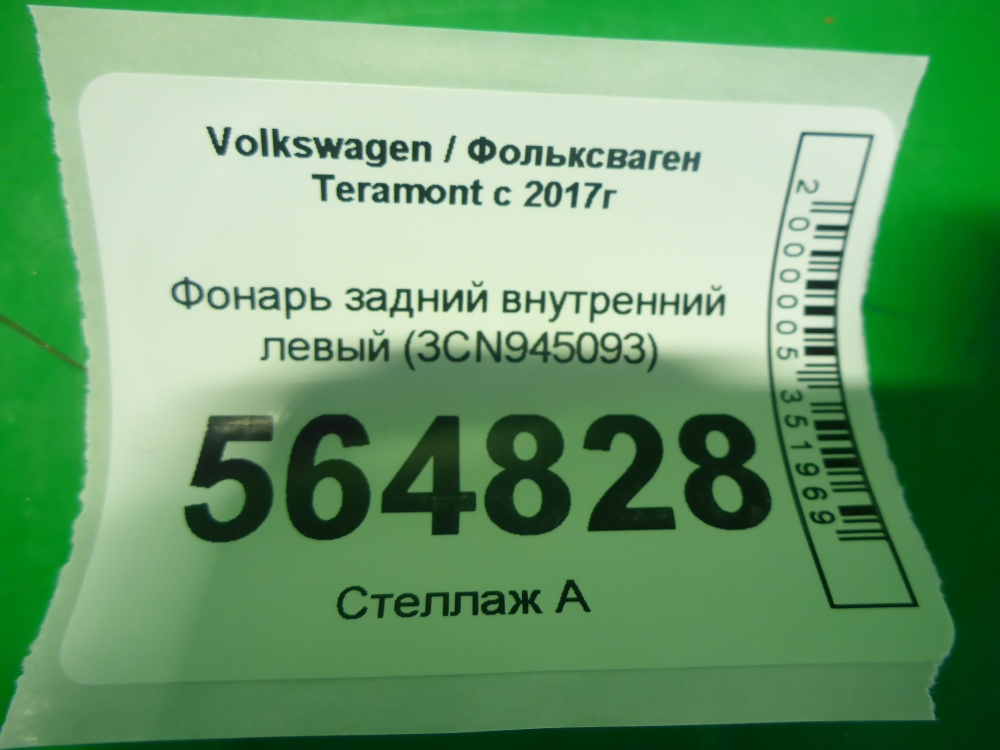 Volkswagen / Фольксваген
Teramont с 2017г
Фонарь задний внутренний
левый (3CN945093)
564828
Стеллаж А
2000005351969